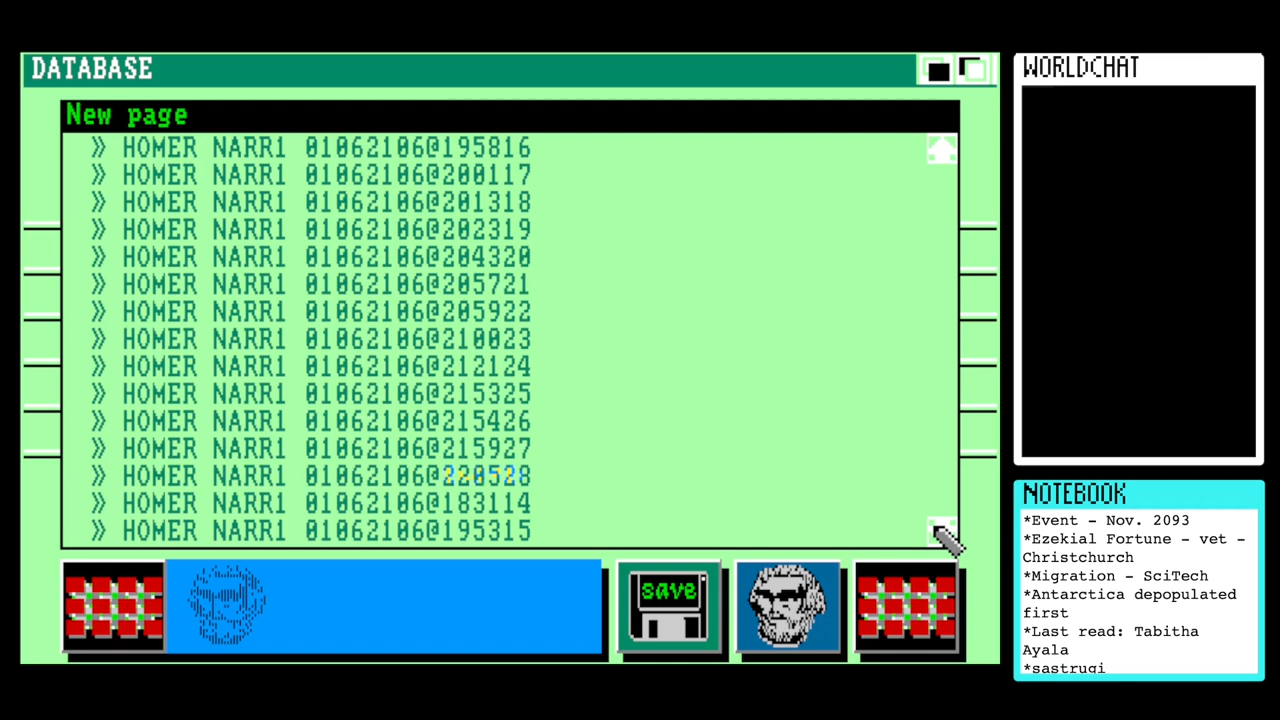 DATABASE
New page
» HOMER NARR1 01062106@195816
» HOMER NARR1 01062106@200117
» HOMER NARR1 01062106@201318
» HOMER NARR1 01062106@202319
» HOMER NARR1 01062106@204320
» HOMER NARR1 01062106@205721
» HOMER NARR1 01062106@205922
» HOMER NARR1 01062106@210023
» HOMER NARR1 01062106@212124
» HOMER NARR1 01062106@215325
» HOMER NARR1 01062106@215426
» HOMER NARR1 01062106@215927
» HOMER NARR1 01062106@220528
» HOMER NARR1 01062106@183114
» HOMER NARR1 01062106@195315
save
WORLDCHAT
NOTEBOOK
*Event - Nov. 2093
*Ezekial Fortune - vet -
Christchurch
*Migration - SciTech
*Antarctica depopulated
first
*Last read: Tabitha
Ayala
*sastrugi